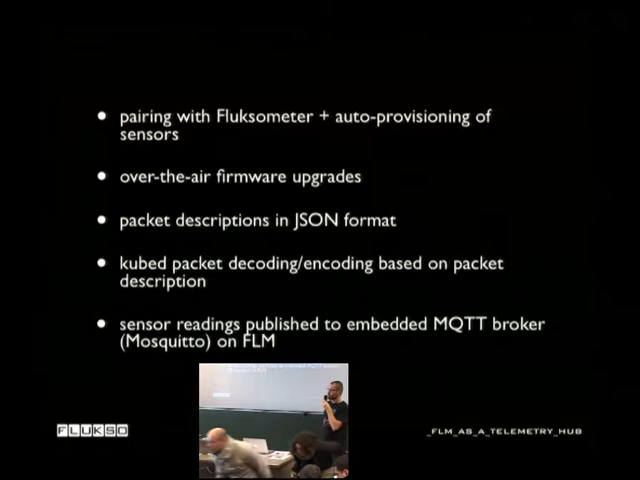 • pairing with Fluksometer + auto-provisioning of
sensors
• over-the-air firmware upgrades
• packet descriptions in JSON format
• kubed packet decoding/encoding based on packet
description
• sensor readings published to embedded MQTT broker
(Mosquitto) on FLM
FLUKSO
_FLM_AS_A_TELEMETRY_HUB